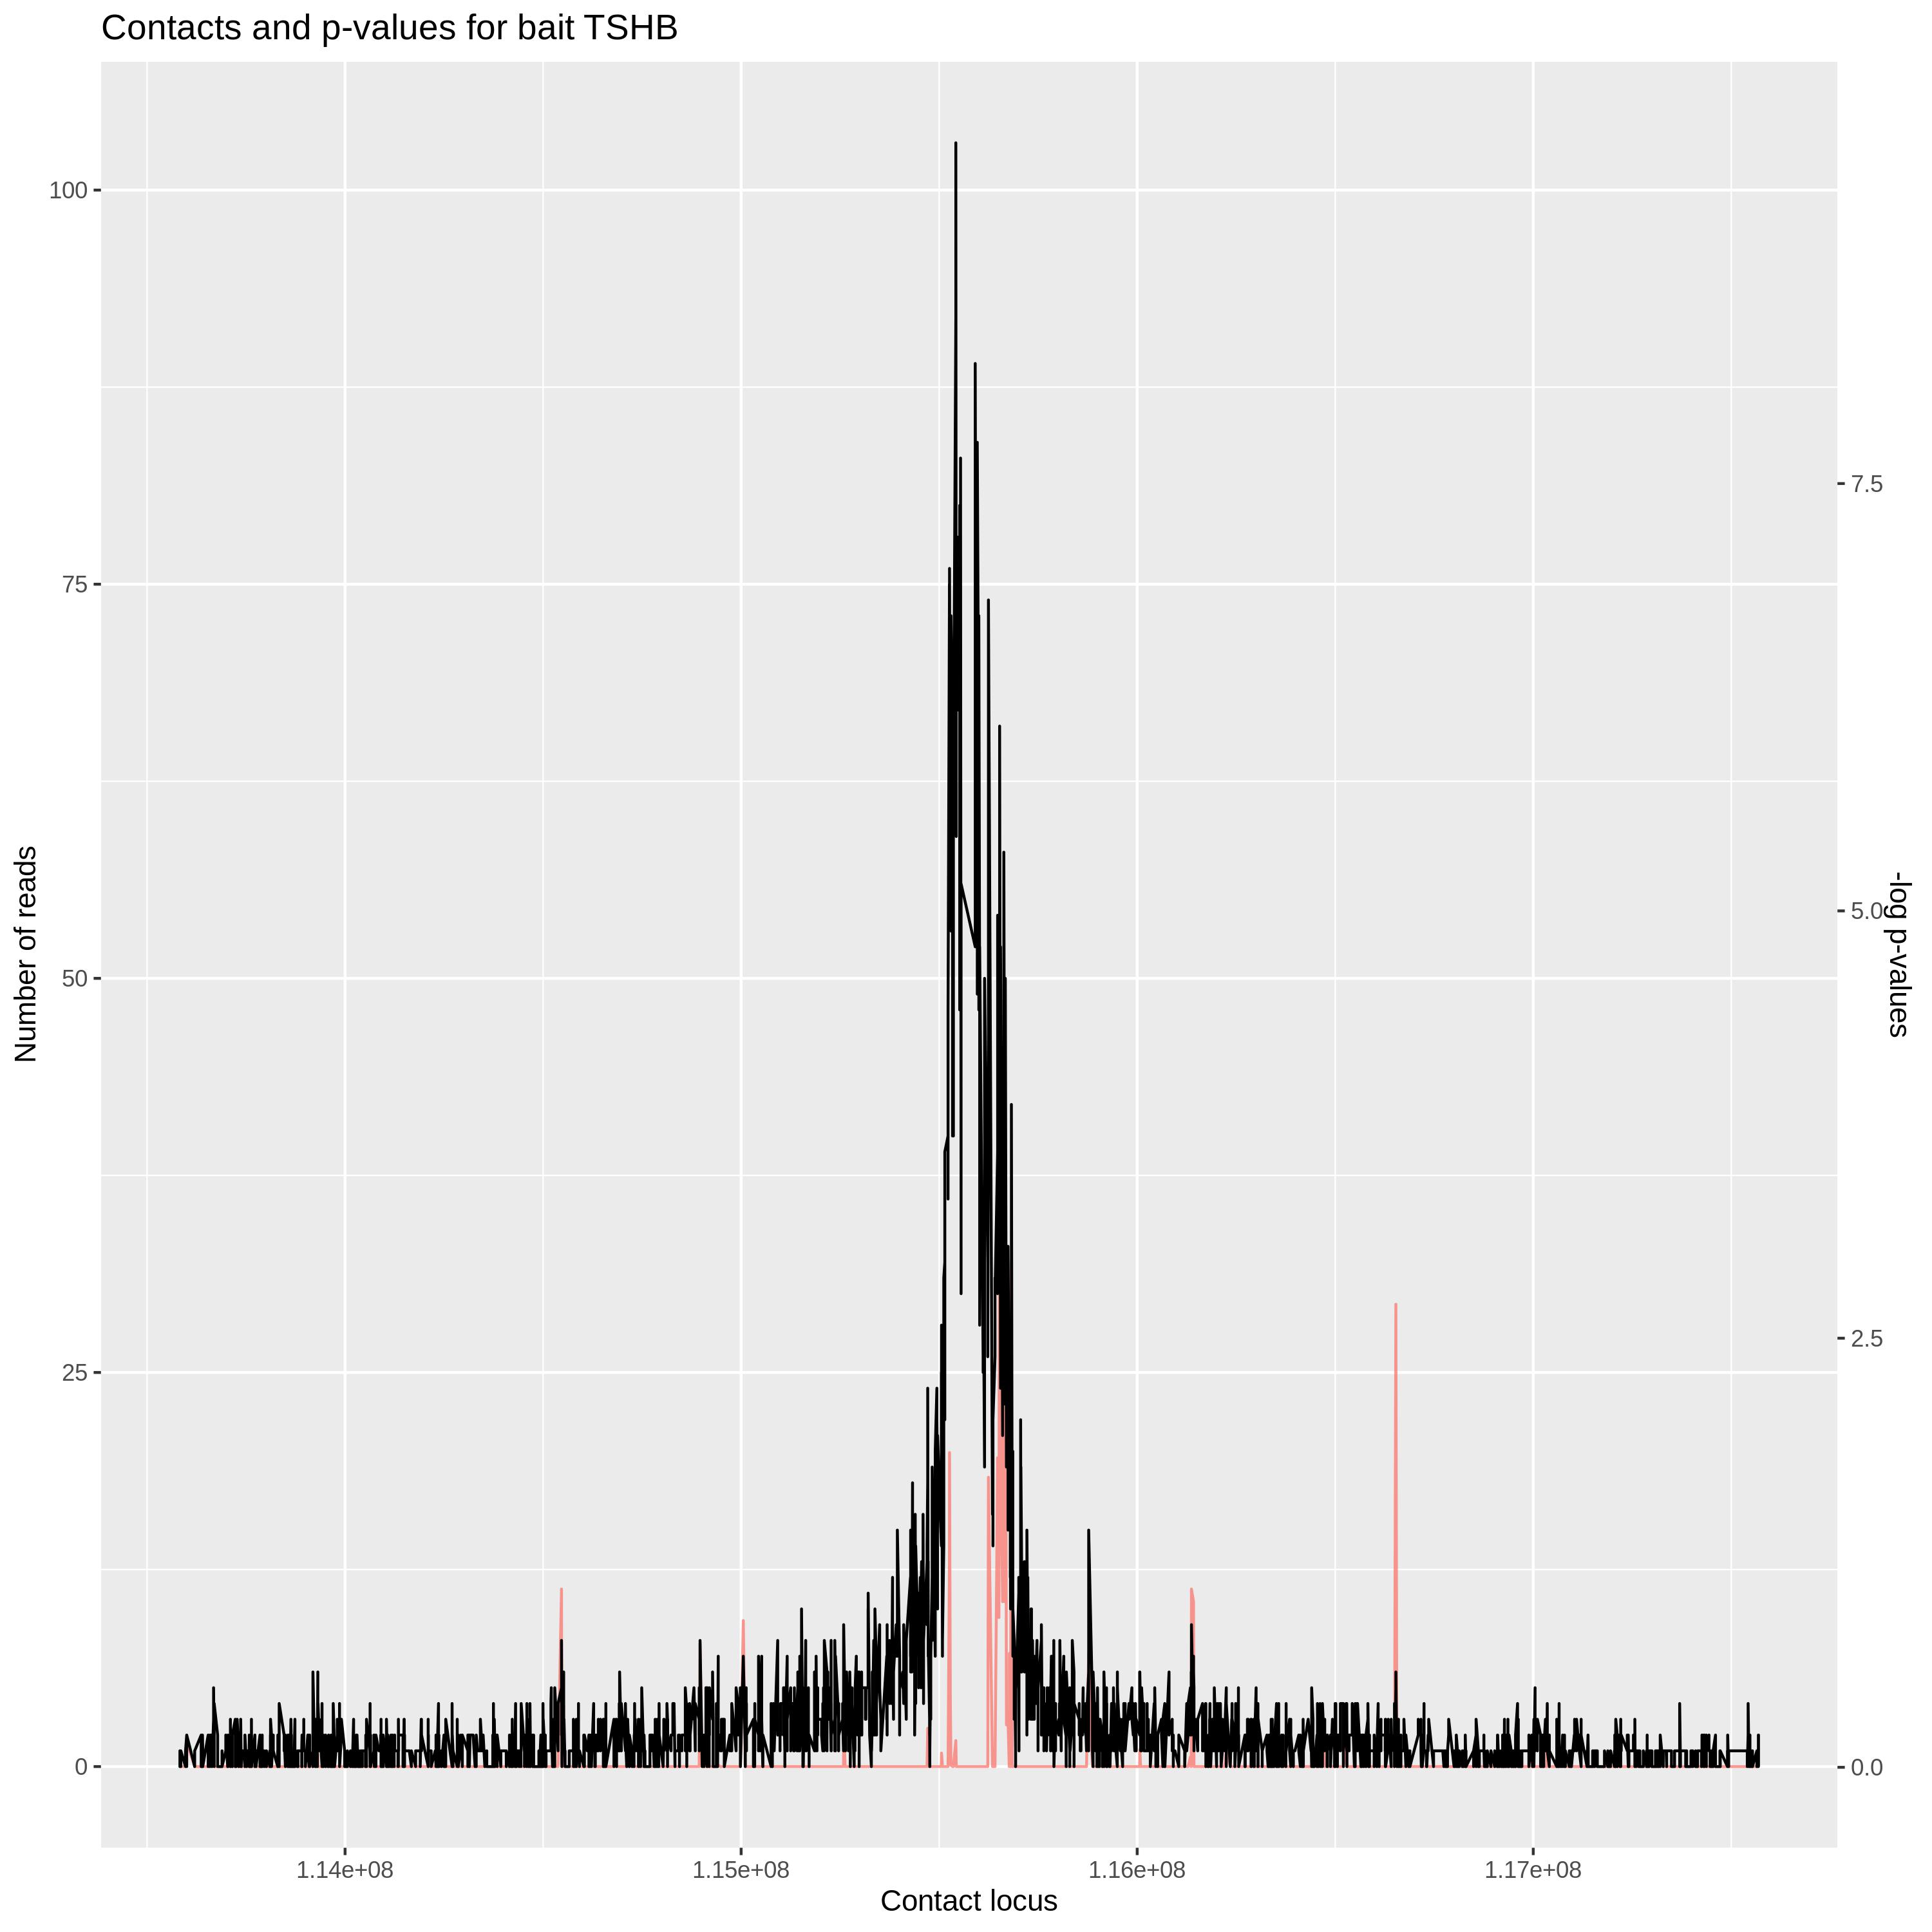 Contacts and p-values for bait TSHB
100
75
50
25
0
Number of reads
7.5
5.0
2.5
0.0
-log p-values
1.14e+08
1.15e+08
1.16e+08
1.17e+08
Contact locus